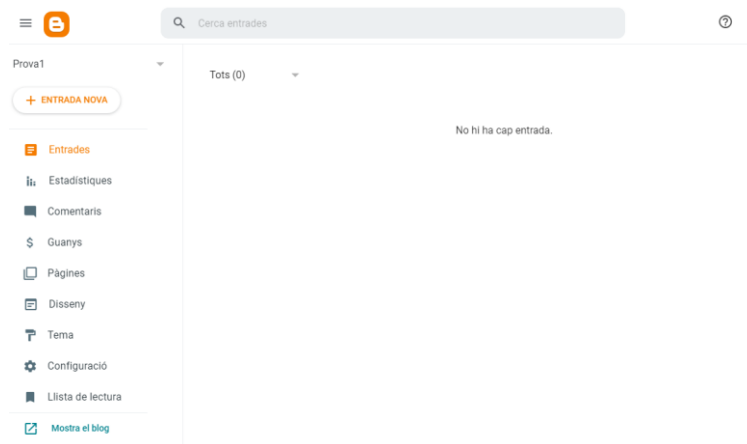 Cerca entrades
Prova1
Tots (0)
ENTRADA NOVA
No hi ha cap entrada.
Entrades
Estadístiques
Comentaris
Guanys
Pàgines
Disseny
Tema
Configuració
Llista de lectura
Mostra el blog